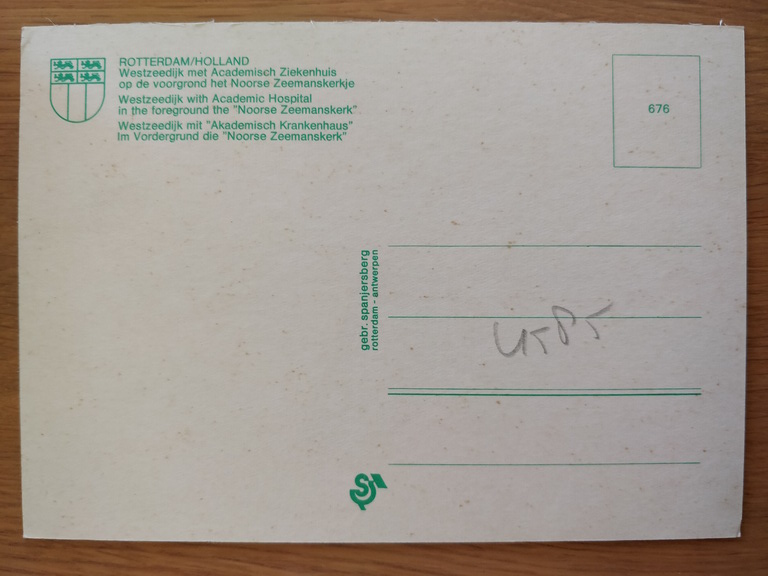 ROTTERDAM/HOLLAND
Westzeedijk met Academisch Ziekenhuis
op de voorgrond het Noorse Zeemanskerkje
Westzeedijk with Academic Hospital
in the foreground the "Noorse Zeemanskerk"
Westzeedijk mit "Akademisch Krankenhaus"
Im Vordergrund die "Noorse Zeemanskerk"
676
gebr. spanjersberg
rotterdam - antwerpen